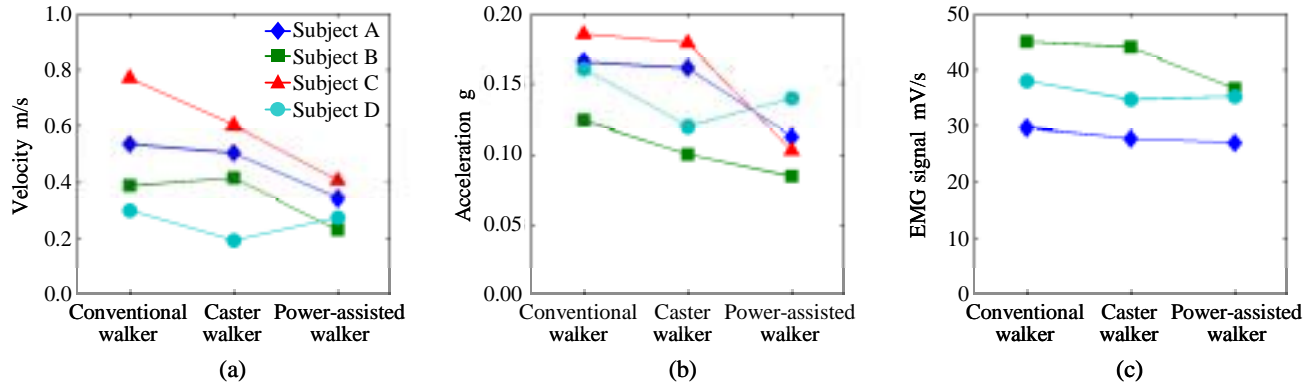 Velocity m/s
1.0
0.8
0.6
0.4
0.2
0.0
Subject A
Subject B
Subject C
Subject D
Conventional
walker
Caster
walker
Power-assisted
walker
(a)
Acceleration g
0.20
0.15
0.10
0.05
0.00
Conventional
walker
Caster
walker
Power-assisted
walker
(b)
EMG signal mV/s
50
40
30
20
10
0
Conventional
walker
Caster
walker
Power-assisted
walker
(c)